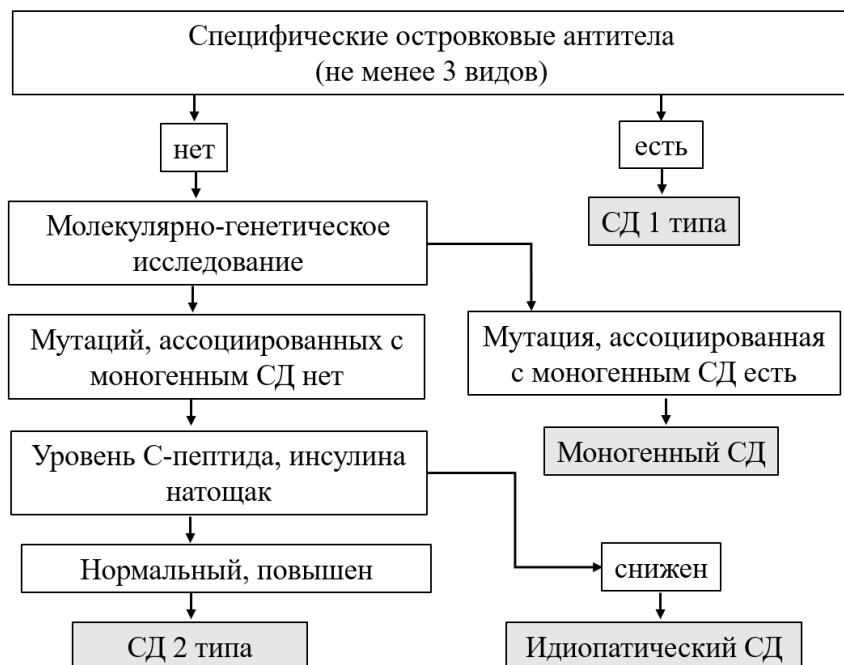 Специфические островковые антитела
(не менее 3 видов)
нет
есть
Молекулярно-генетическое
исследование
СД 1 типа
Мутаций, ассоциированных с
моногенным СД нет
Мутация, ассоциированная
с моногенным СД есть
Уровень С-пептида, инсулина
натощак
Моногенный СД
Нормальный, повышен
снижен
СД 2 типа
Идиопатический СД